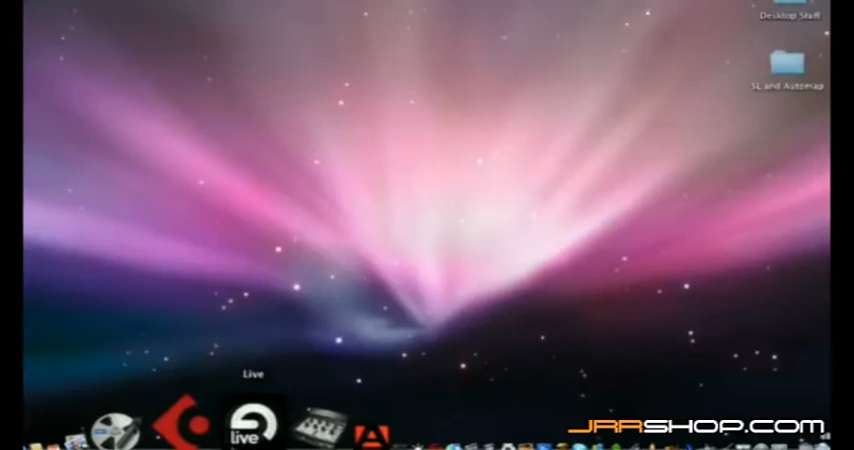 Desktop Stuff
SL and Automap
Live
live
JRRSHOP.COM